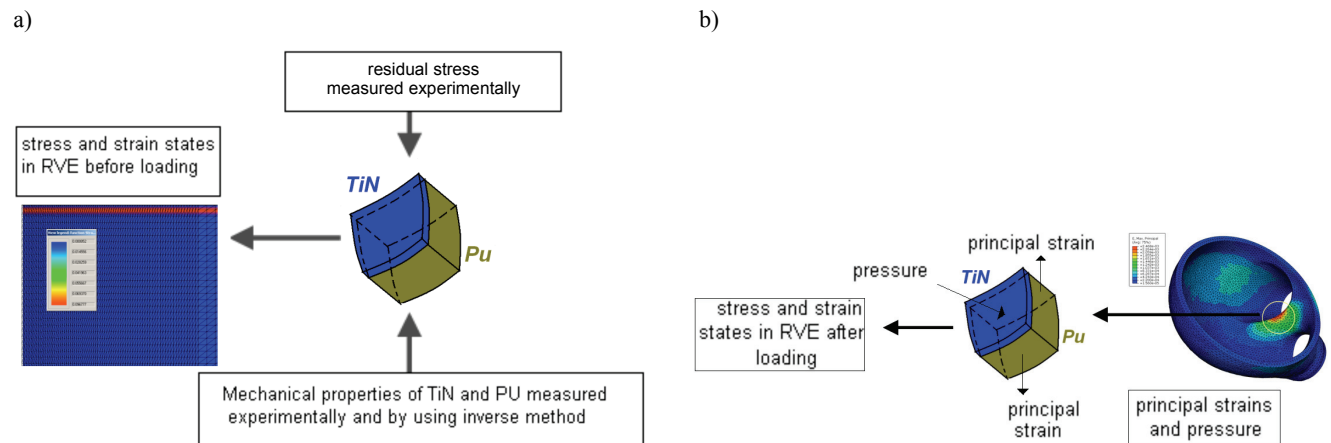 a)
residual stress
measured experimentally
stress and strain states
in RVE before loading
TiN
Pu
Mechanical properties of TiN and PU measured
experimentally and by using inverse method
b)
principal strain
pressure
TiN
Pu
stress and strain
states in RVE after
loading
principal
strain
principal strains
and pressure